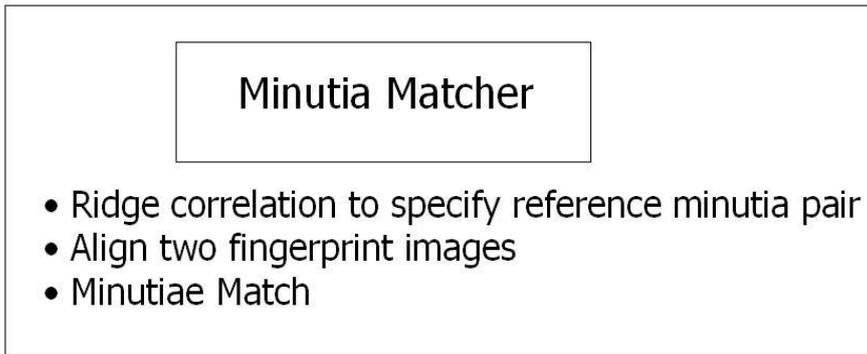 Minutia Matcher
• Ridge correlation to specify reference minutia pair
• Align two fingerprint images
• Minutiae Match